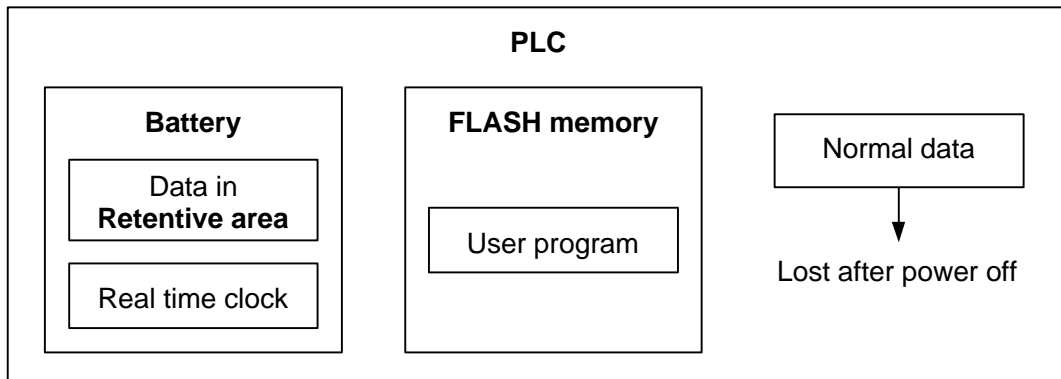 PLC
Battery
Data in
Retentive area
Real time clock
FLASH memory
User program
Normal data
Lost after power off